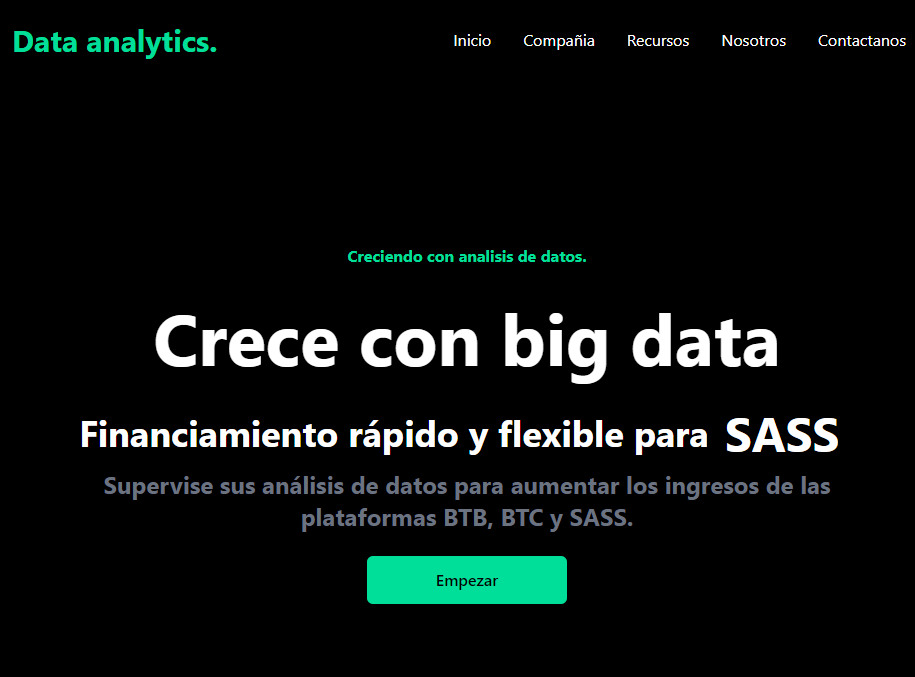 Data analytics.
Inicio Compañia Recursos Nosotros Contactanos
Creciendo con analisis de datos.
Crece con big data
Financiamiento rápido y flexible para SASS
Supervise sus análisis de datos para aumentar los ingresos de las
plataformas BTB, BTC y SASS.
Empezar